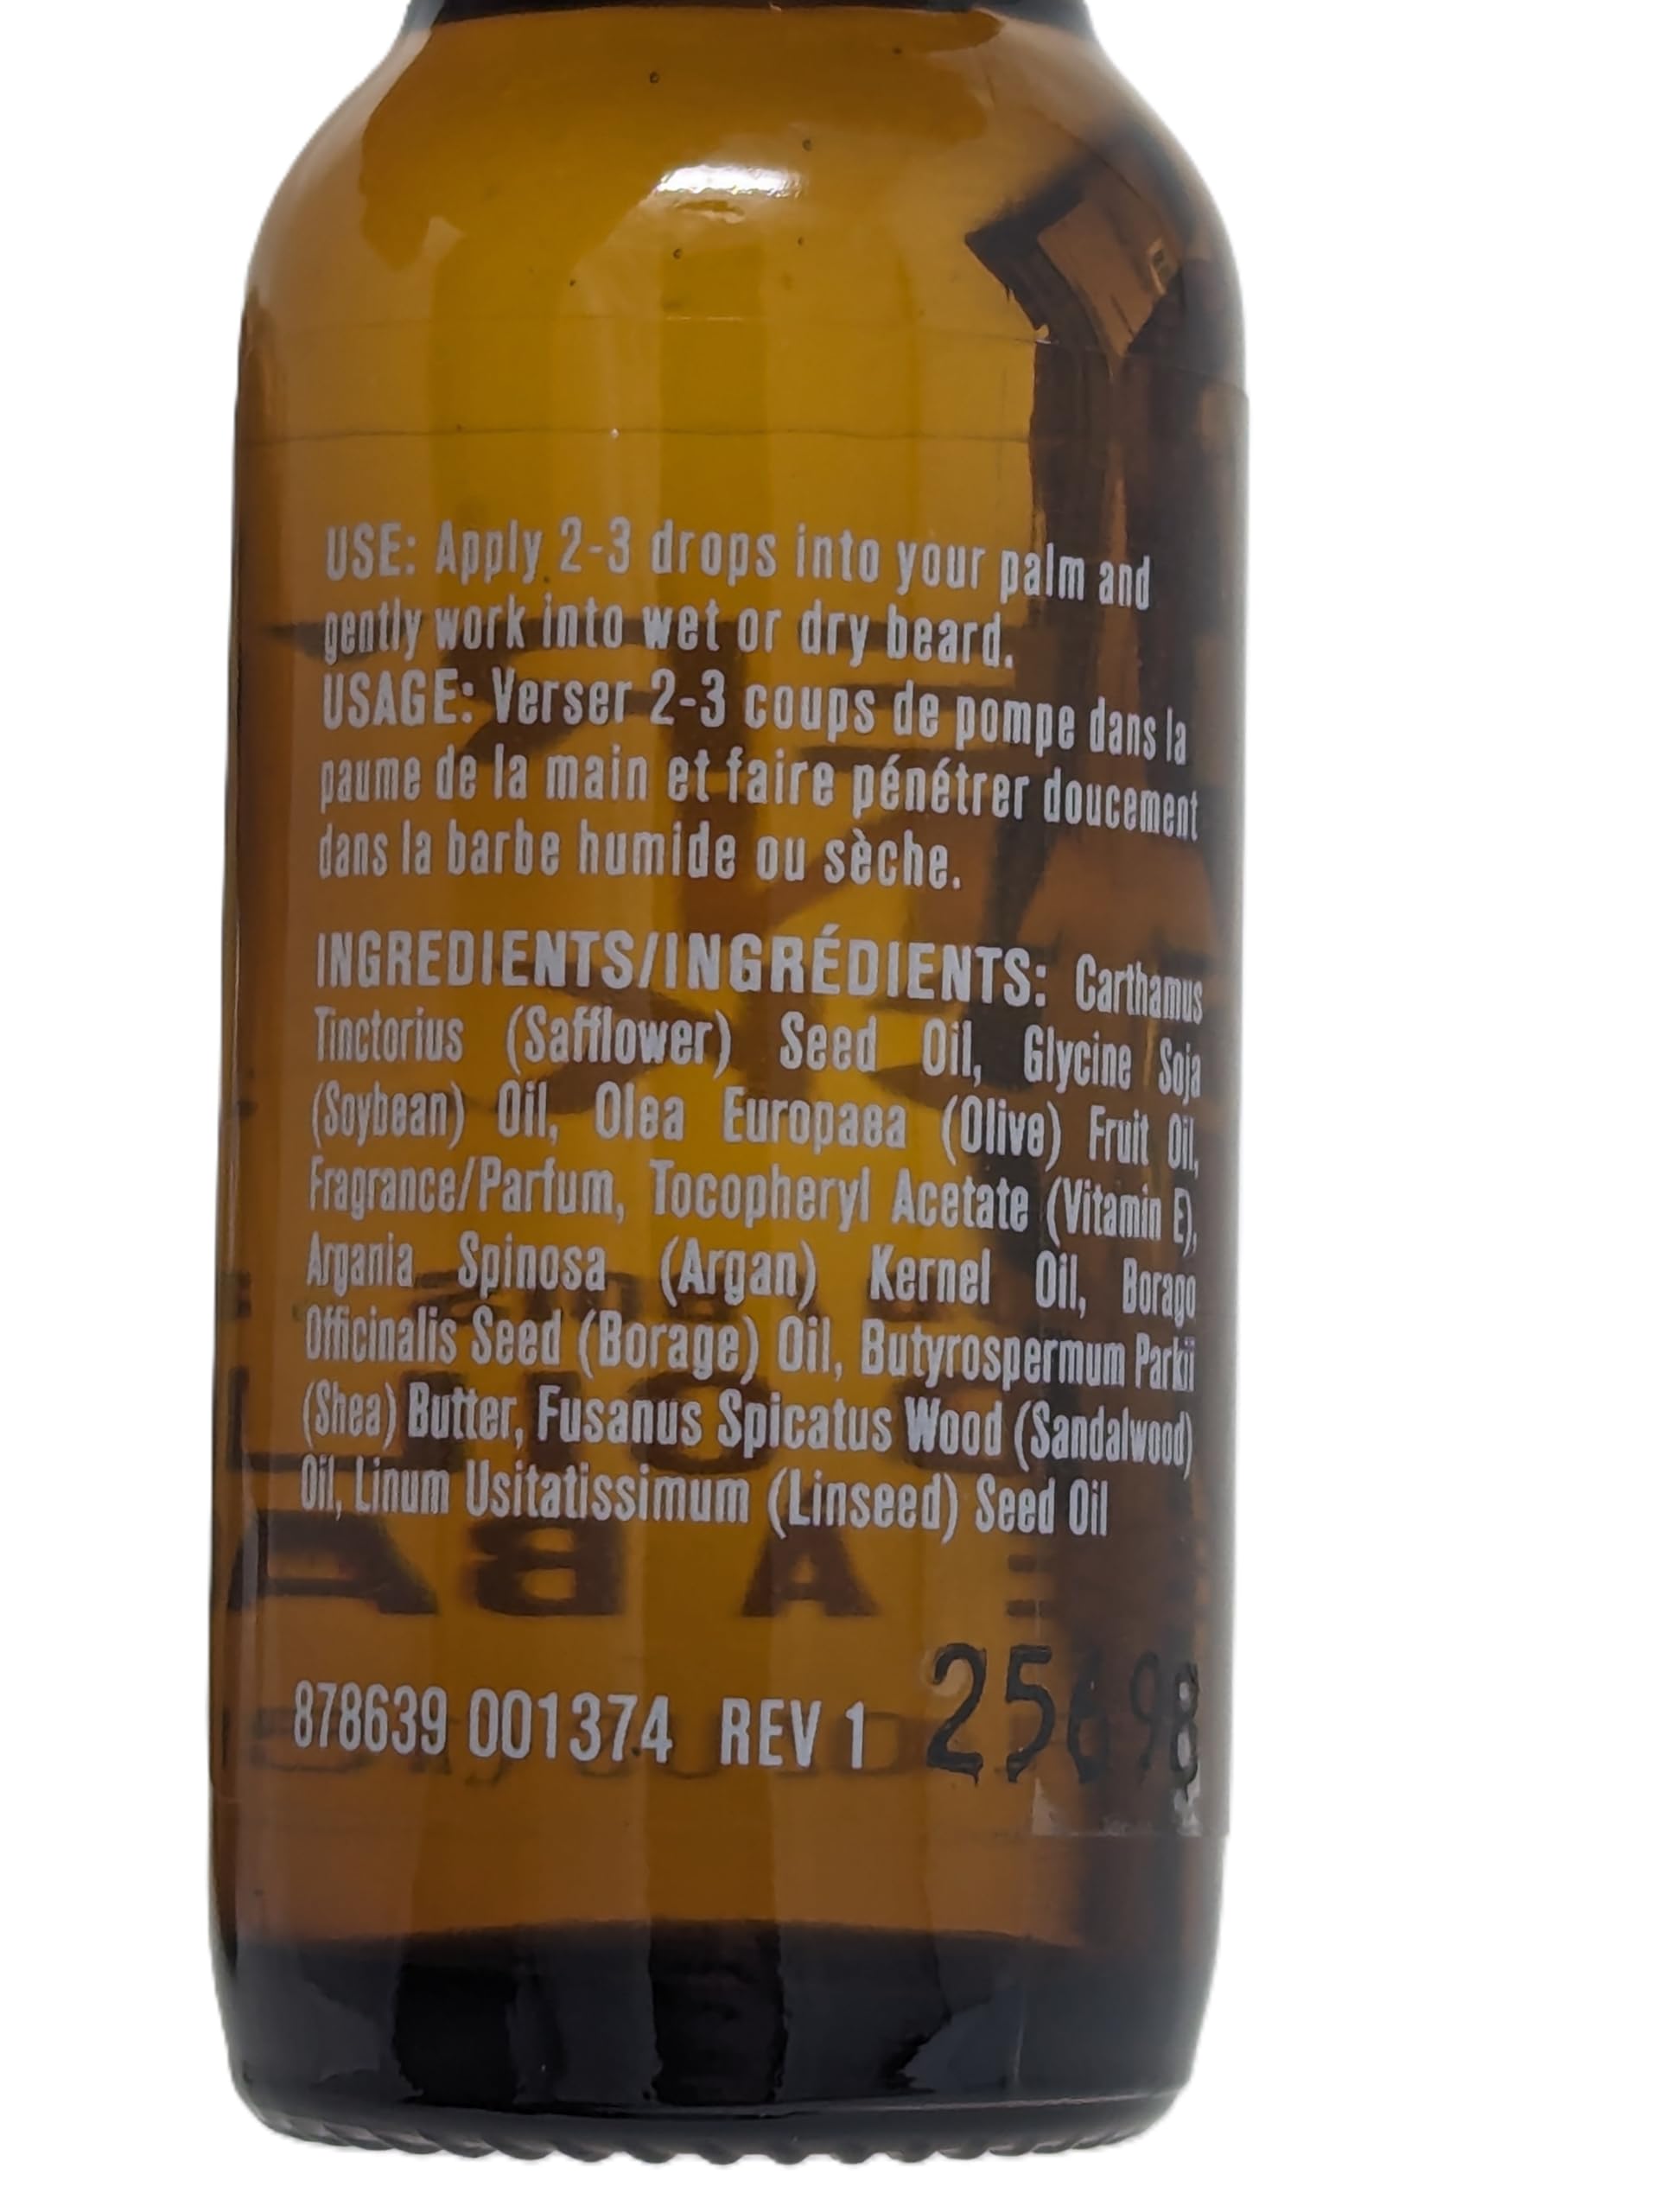 USE: Apply 2-3 drops into your palm and
gently work into wet or dry beard.
USAGE: Verser 2-3 coups de pompe dans la
paume de la main et faire pénétrer doucement
dans la barbe humide ou sèche.
INGREDIENTS/INGRÉDIENTS: Carthamus
Tinctorius (Safflower) Seed Oil, Glycine Soja
(Soybean) Oil, Olea Europaea (Olive) Fruit Oil,
Fragrance/Parfum, Tocopheryl Acetate (Vitamin E),
Argania Spinosa (Argan) Kernel Oil, Borago
Officinalis Seed (Borage) Oil, Butyrospermum Parkii
(Shea) Butter, Fusanus Spicatus Wood (Sandalwood)
Oil, Linum Usitatissimum (Linseed) Seed Oil
878639 001374 REV 1